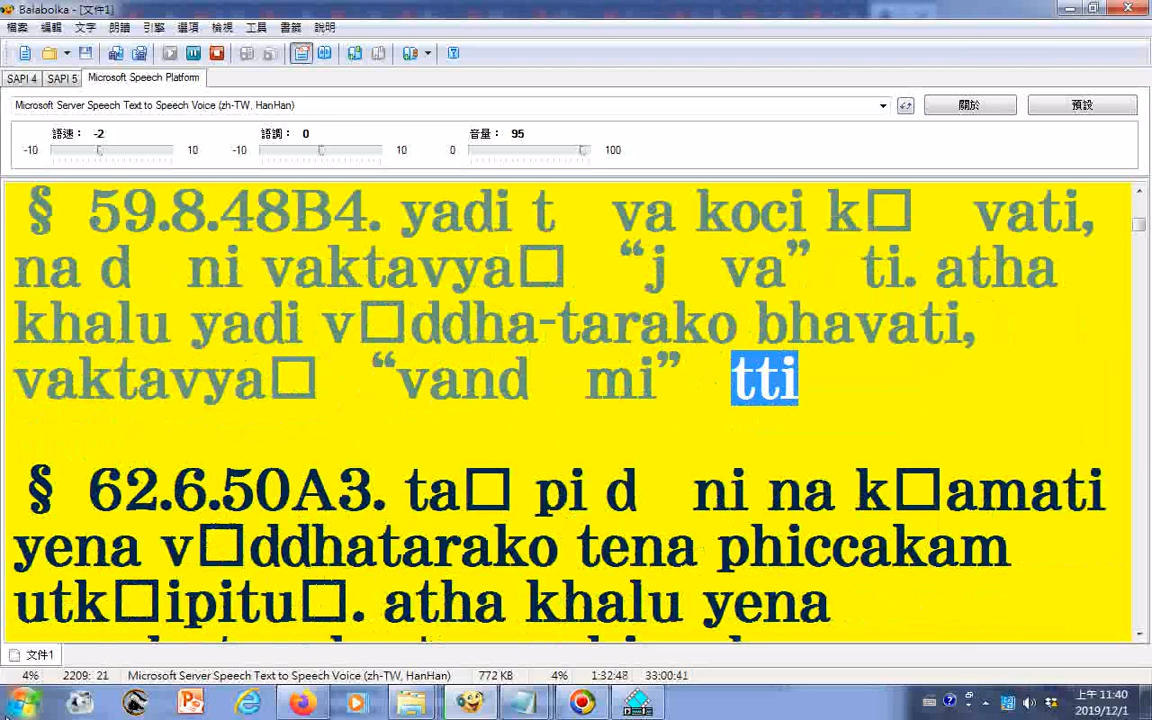 Balabolka - [文件1]
檔案 編輯 文字 朗讀 引擎 選項 檢視 工具 書籤 說明
SAPI 4 SAPI 5 Microsoft Speech Platform
Microsoft Server Speech Text to Speech Voice (zh-TW, HanHan) 關於 預設
語速： -2 語調： 0 音量： 95
-10 10 -10 10 0 100
§ 59.8.48B4. yadi t va koci k□ vati,
na d ni vaktavya□ “j va” ti. atha
khalu yadi v□ddha-tarako bhavati,
vaktavya□ “vand mi” tti
§ 62.6.50A3. ta□ pi d ni na k□amati
yena v□ddhatarako tena phiccakam
utk□ipitu□. atha khalu yena
文件1
4% 2209: 21 Microsoft Server Speech Text to Speech Voice (zh-TW, HanHan) 772 KB 4% 1:32:48 33:00:41
上午 11:40
2019/12/1